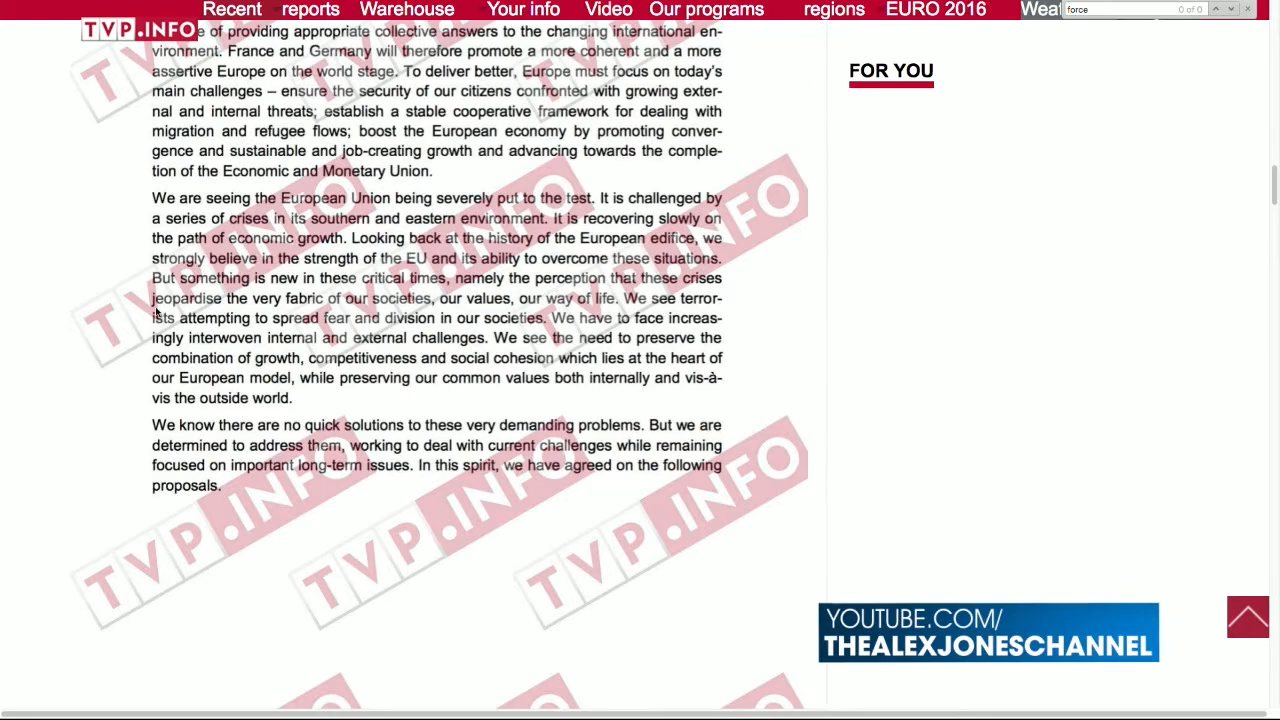 Recent reports Warehouse Your info Video Our programs regions EURO 2016
force 0 of 0
TVP.INFO
of providing appropriate collective answers to the changing international en-
vironment. France and Germany will therefore promote a more coherent and a more
assertive Europe on the world stage. To deliver better, Europe must focus on today's
main challenges – ensure the security of our citizens confronted with growing exter-
nal and internal threats; establish a stable cooperative framework for dealing with
migration and refugee flows; boost the European economy by promoting conver-
gence and sustainable and job-creating growth and advancing towards the comple-
tion of the Economic and Monetary Union.
We are seeing the European Union being severely put to the test. It is challenged by
a series of crises in its southern and eastern environment. It is recovering slowly on
the path of economic growth. Looking back at the history of the European edifice, we
strongly believe in the strength of the EU and its ability to overcome these situations.
But something is new in these critical times, namely the perception that these crises
jeopardise the very fabric of our societies, our values, our way of life. We see terror-
ists attempting to spread fear and division in our societies. We have to face increas-
ingly interwoven internal and external challenges. We see the need to preserve the
combination of growth, competitiveness and social cohesion which lies at the heart of
our European model, while preserving our common values both internally and vis-à-
vis the outside world.
We know there are no quick solutions to these very demanding problems. But we are
determined to address them, working to deal with current challenges while remaining
focused on important long-term issues. In this spirit, we have agreed on the following
proposals.
FOR YOU
TVP.INFO
TVP.INFO
TVP.INFO
TVP.INFO
TVP.INFO
TVP.INFO
YOUTUBE.COM/
THEALEXJONESCHANNEL